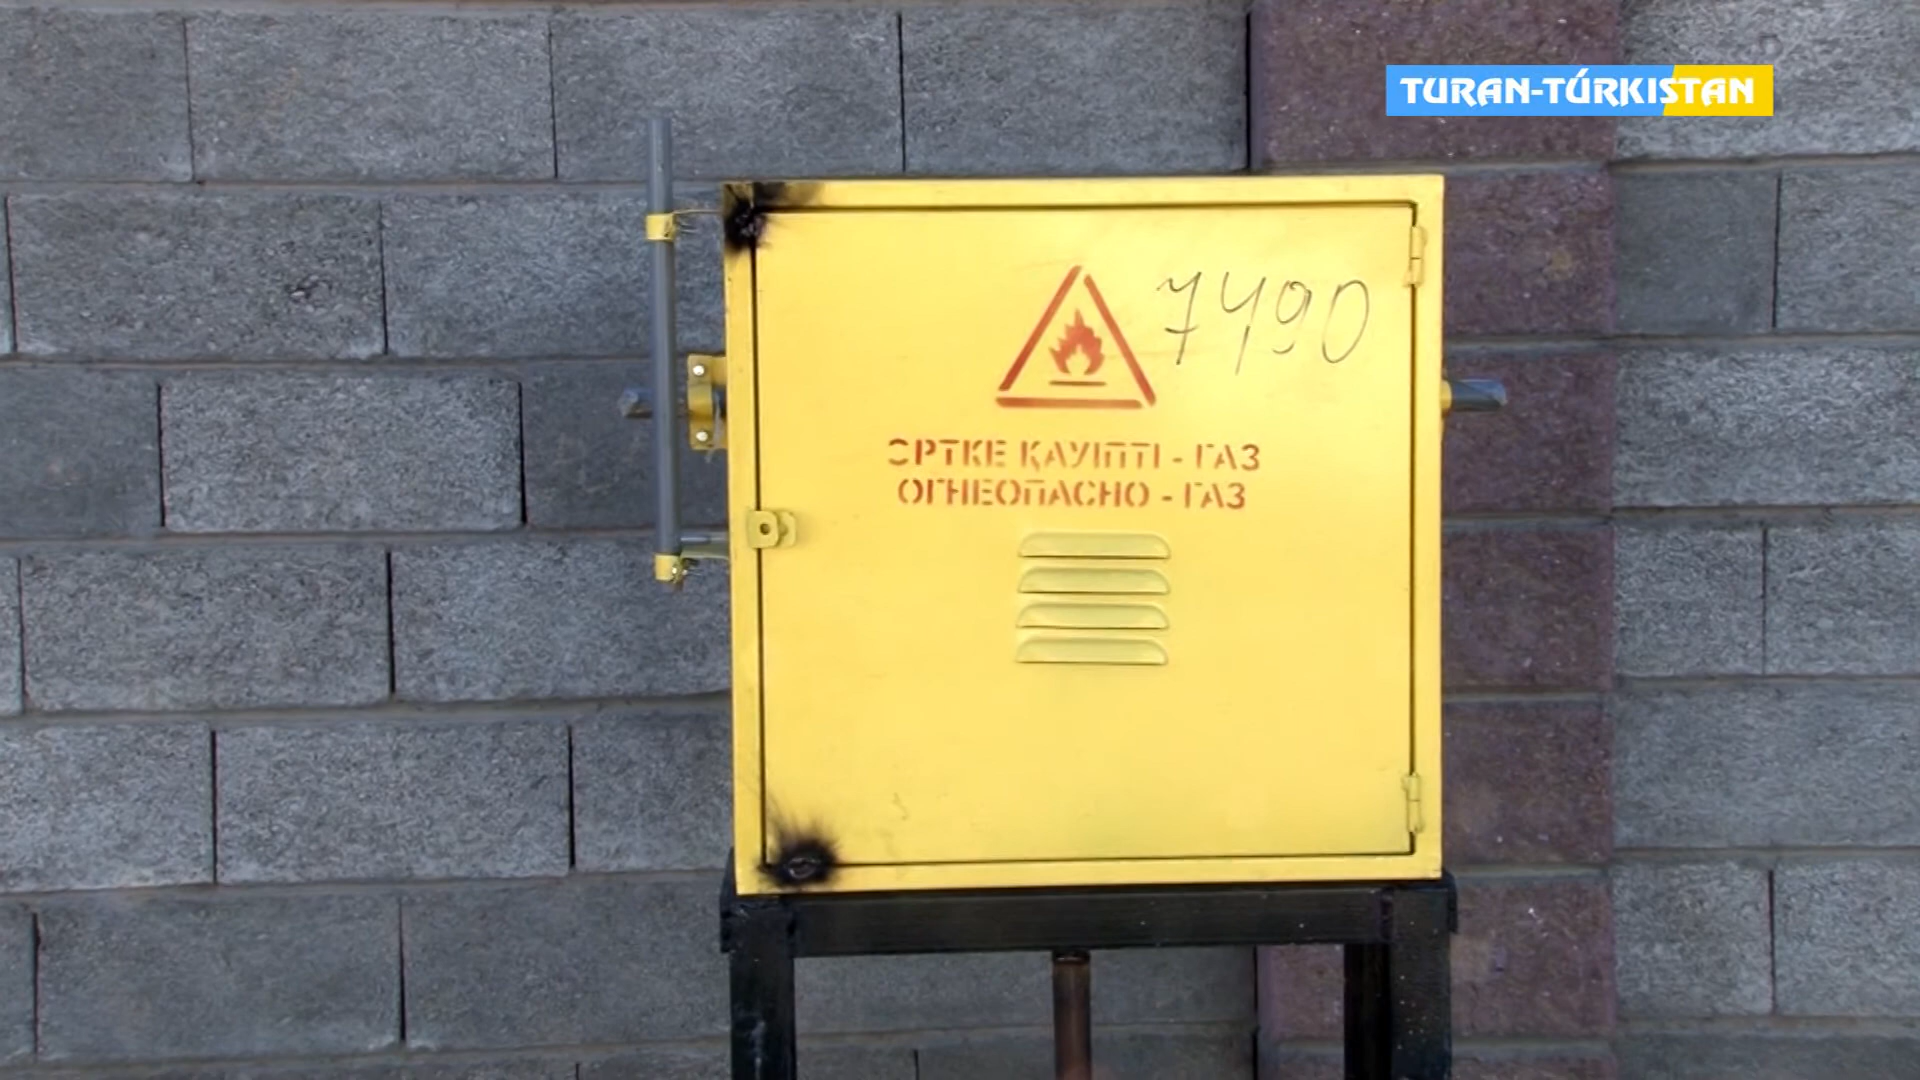 TURAN-TÚRKISTAN
7490
ӨРТКЕ ҚАУІПТІ - ГАЗ
ОГНЕОПАСНО - ГАЗ